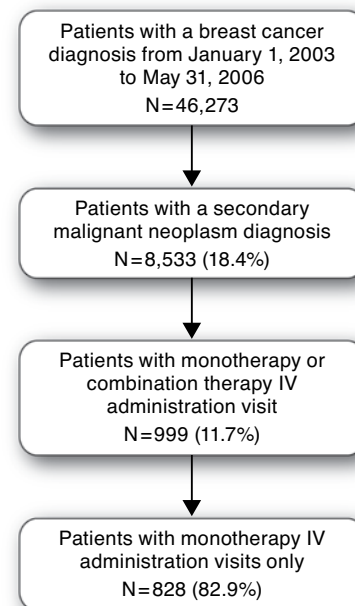 Patients with a breast cancer
diagnosis from January 1, 2003
to May 31, 2006
N=46,273
Patients with a secondary
malignant neoplasm diagnosis
N=8,533 (18.4%)
Patients with monotherapy or
combination therapy IV
administration visit
N=999 (11.7%)
Patients with monotherapy IV
administration visits only
N=828 (82.9%)